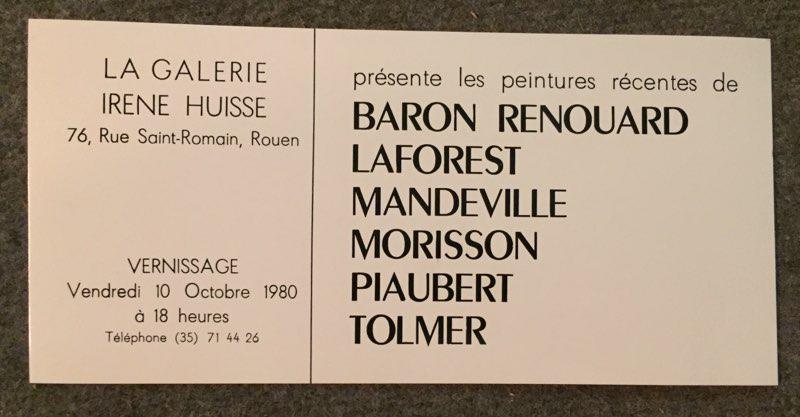 LA GALERIE
IRENE HUISSE
76, Rue Saint-Romain, Rouen
VERNISSAGE
Vendredi 10 Octobre 1980
à 18 heures
Téléphone (35) 71 44 26
présente les peintures récentes de
BARON RENOUARD
LAFOREST
MANDEVILLE
MORISSON
PIAUBERT
TOLMER